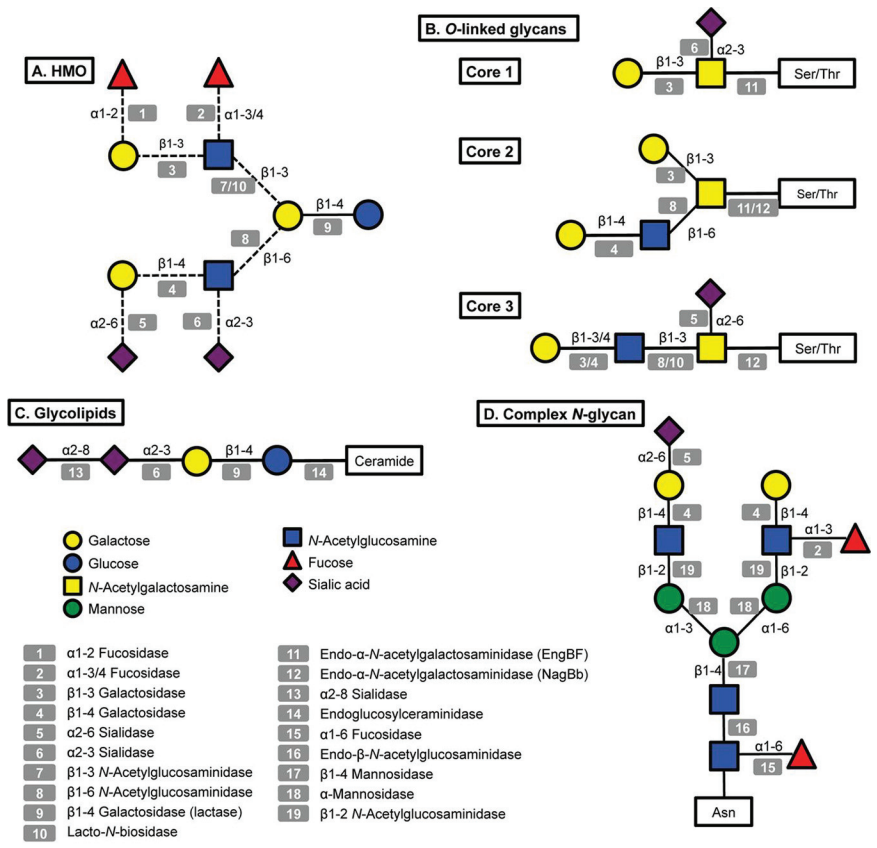 A. HMO
α1-2
1
2
α1-3/4
β1-3
3
β1-3
7/10
β1-4
9
8
β1-6
β1-4
4
α2-6
5
6
α2-3
B. O-linked glycans
Core 1
6
α2-3
β1-3
3
11
Ser/Thr
Core 2
β1-3
3
8
11/12
Ser/Thr
β1-4
4
β1-6
Core 3
5
α2-6
β1-3/4
3/4
β1-3
8/10
12
Ser/Thr
C. Glycolipids
α2-8
13
α2-3
6
β1-4
9
14
Ceramide
Galactose
Glucose
N-Acetylgalactosamine
Mannose
N-Acetylglucosamine
Fucose
Sialic acid
D. Complex N-glycan
α2-6
5
β1-4
4
4
β1-4
α1-3
2
β1-2
19
19
β1-2
18
18
α1-3
α1-6
β1-4
17
16
α1-6
15
Asn
1 α1-2 Fucosidase
2 α1-3/4 Fucosidase
3 β1-3 Galactosidase
4 β1-4 Galactosidase
5 α2-6 Sialidase
6 α2-3 Sialidase
7 β1-3 N-Acetylglucosaminidase
8 β1-6 N-Acetylglucosaminidase
9 β1-4 Galactosidase (lactase)
10 Lacto-N-biosidase
11 Endo-α-N-acetylgalactosaminidase (EngBF)
12 Endo-α-N-acetylgalactosaminidase (NagBb)
13 α2-8 Sialidase
14 Endoglucosylceraminidase
15 α1-6 Fucosidase
16 Endo-β-N-acetylglucosaminidase
17 β1-4 Mannosidase
18 α-Mannosidase
19 β1-2 N-Acetylglucosaminidase